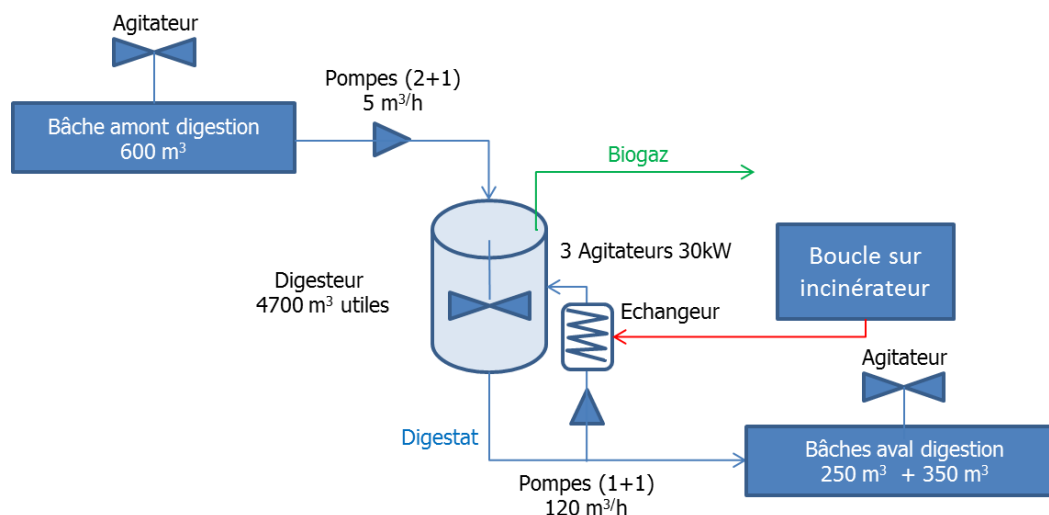 Agitateur
Pompes (2+1)
5 m³/h
Bâche amont digestion
600 m³
Biogaz
3 Agitateurs 30kW
Boucle sur
incinérateur
Digesteur
4700 m³ utiles
Echangeur
Agitateur
Digestat
Bâches aval digestion
250 m³ + 350 m³
Pompes (1+1)
120 m³/h